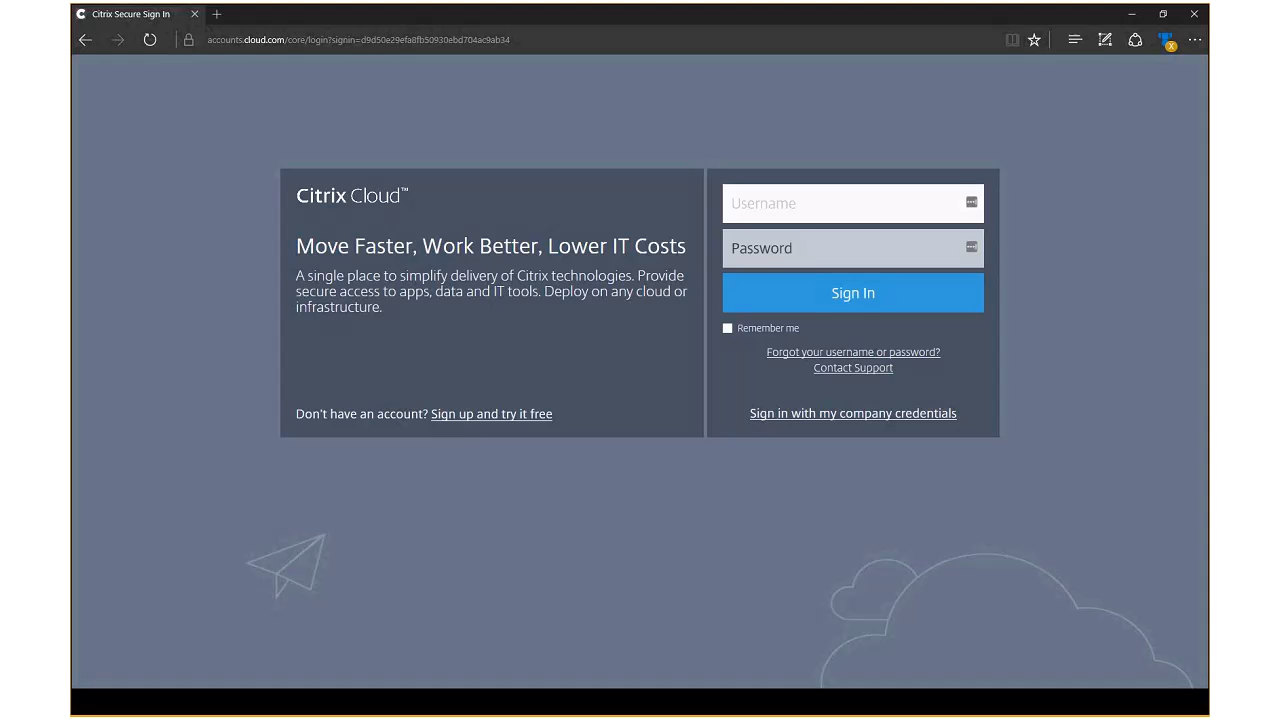 Citrix Secure Sign In
accounts.cloud.com/core/login?signin=d9d50e29efa8fb50930ebd704ac9ab34
Citrix Cloud™
Move Faster, Work Better, Lower IT Costs
A single place to simplify delivery of Citrix technologies. Provide
secure access to apps, data and IT tools. Deploy on any cloud or
infrastructure.
Don't have an account? Sign up and try it free
Username
Password
Sign In
Remember me
Forgot your username or password?
Contact Support
Sign in with my company credentials